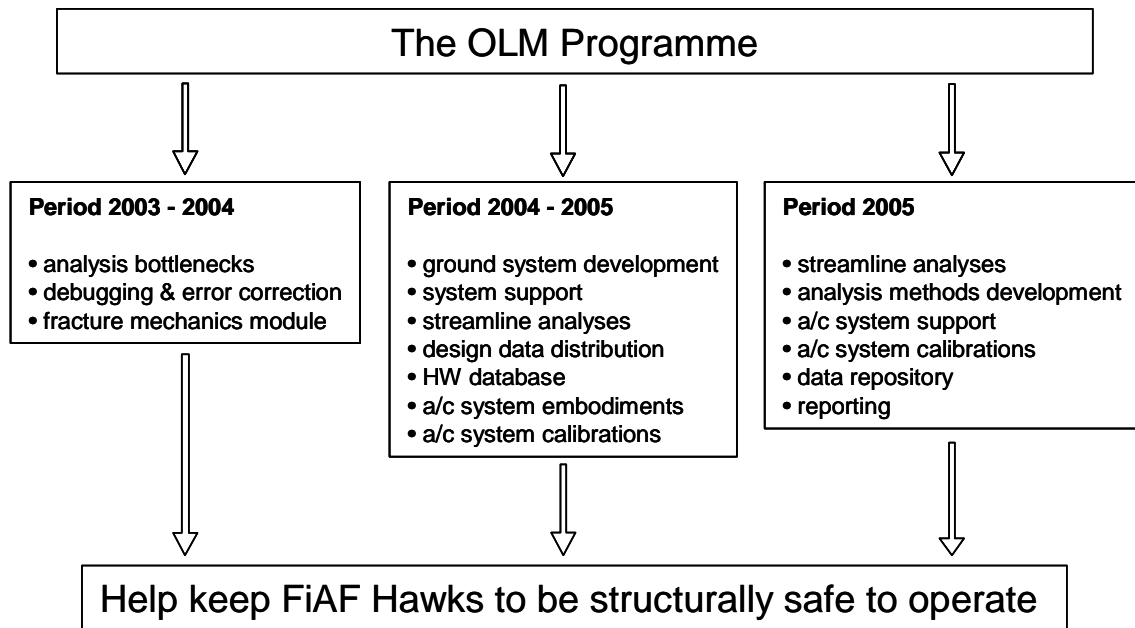 The OLM Programme
Period 2003 - 2004
• analysis bottlenecks
• debugging & error correction
• fracture mechanics module
Period 2004 - 2005
• ground system development
• system support
• streamline analyses
• design data distribution
• HW database
• a/c system embodiments
• a/c system calibrations
Period 2005
• streamline analyses
• analysis methods development
• a/c system support
• a/c system calibrations
• data repository
• reporting
Help keep FiAF Hawks to be structurally safe to operate